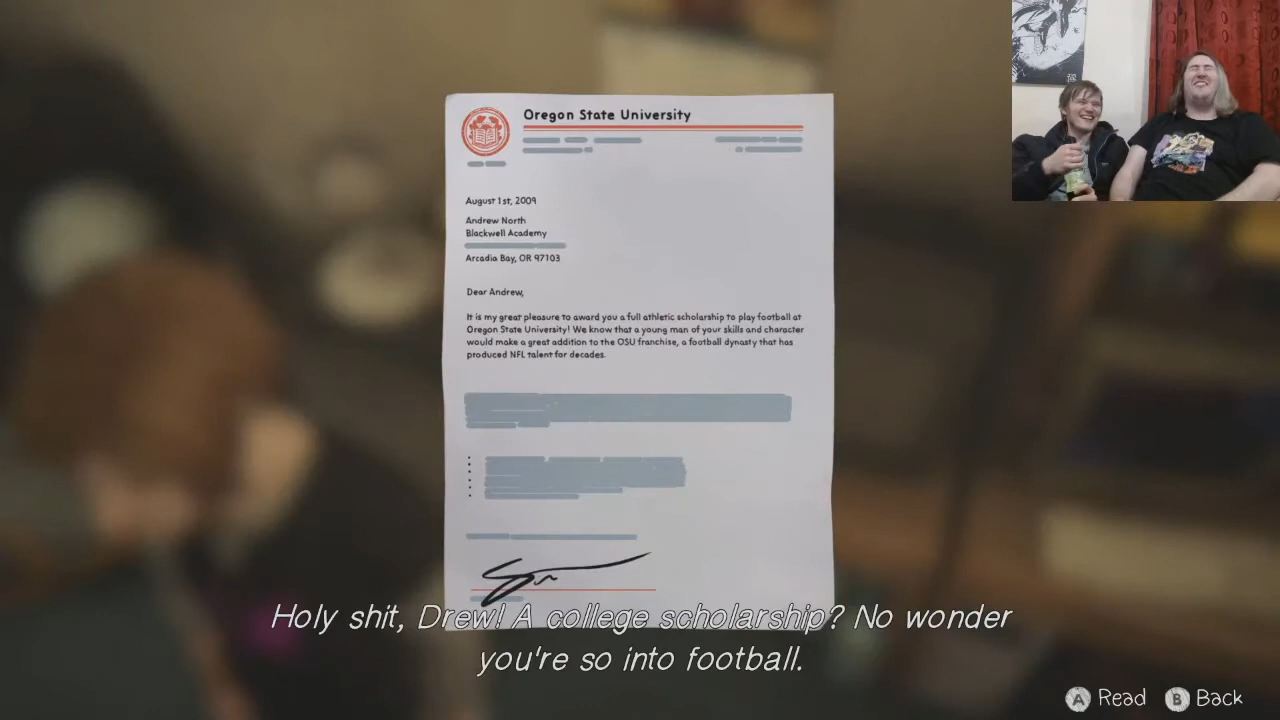 Oregon State University
August 1st, 2009
Andrew North
Blackwell Academy
Arcadia Bay, OR 97103
Dear Andrew,
It is my great pleasure to award you a full athletic scholarship to play football at
Oregon State University! We know that a young man of your skills and character
would make a great addition to the OSU franchise, a football dynasty that has
produced NFL talent for decades.
Holy shit, Drew! A college scholarship? No wonder
you're so into football.
A Read B Back